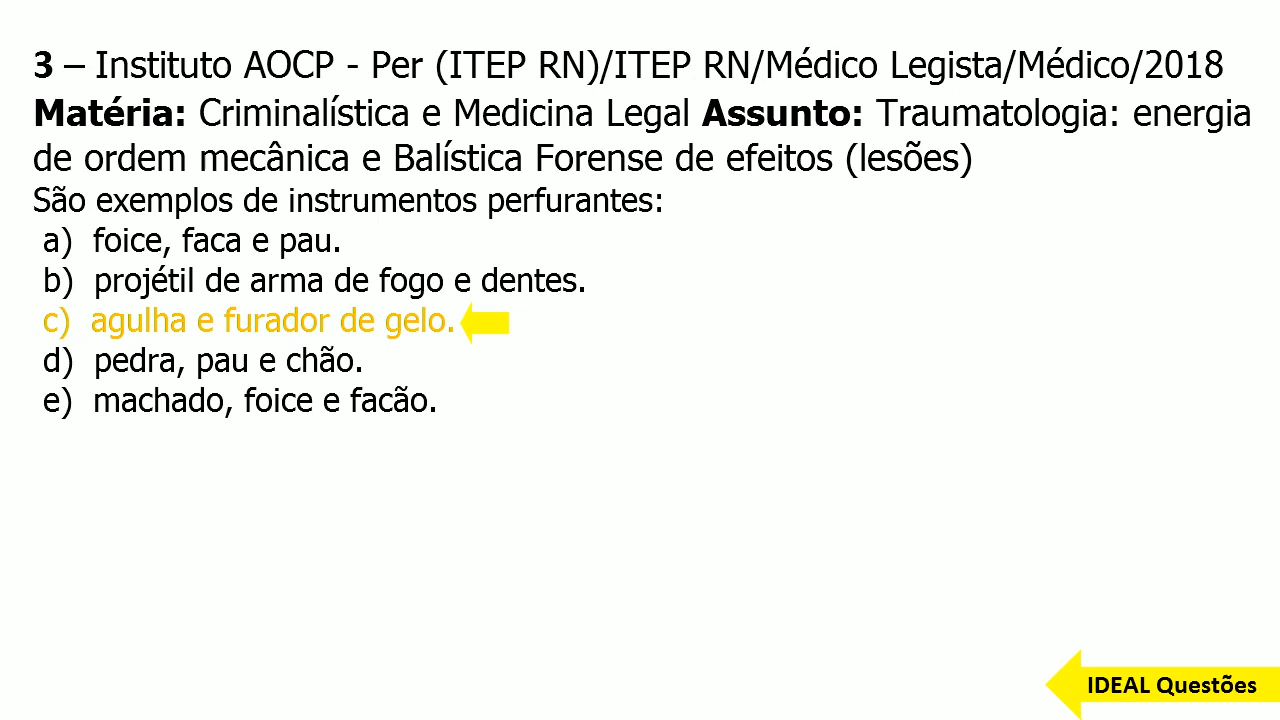 3 – Instituto AOCP - Per (ITEP RN)/ITEP RN/Médico Legista/Médico/2018
Matéria: Criminalística e Medicina Legal Assunto: Traumatologia: energia
de ordem mecânica e Balística Forense de efeitos (lesões)
São exemplos de instrumentos perfurantes:
a) foice, faca e pau.
b) projétil de arma de fogo e dentes.
c) agulha e furador de gelo.
d) pedra, pau e chão.
e) machado, foice e facão.
IDEAL Questões